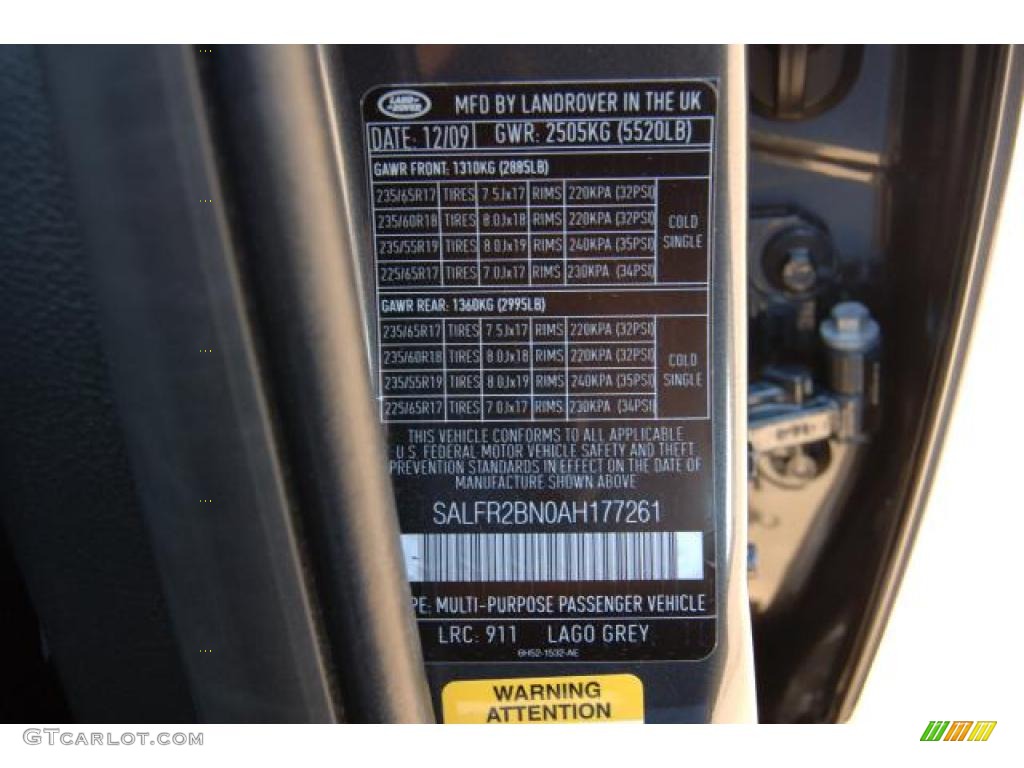 LAND ROVER
MFD BY LANDROVER IN THE UK
DATE: 12/09 GWR: 2505KG (5520LB)
GAWR FRONT: 1310KG (2885LB)
235/65R17 TIRES 7.5Jx17 RIMS 220KPA (32PSI)
235/60R18 TIRES 8.0Jx18 RIMS 220KPA (32PSI)
235/55R19 TIRES 8.0Jx19 RIMS 240KPA (35PSI)
225/65R17 TIRES 7.0Jx17 RIMS 230KPA (34PSI)
COLD
SINGLE
GAWR REAR: 1360KG (2995LB)
235/65R17 TIRES 7.5Jx17 RIMS 220KPA (32PSI)
235/60R18 TIRES 8.0Jx18 RIMS 220KPA (32PSI)
235/55R19 TIRES 8.0Jx19 RIMS 240KPA (35PSI)
225/65R17 TIRES 7.0Jx17 RIMS 230KPA (34PSI)
COLD
SINGLE
THIS VEHICLE CONFORMS TO ALL APPLICABLE
U.S. FEDERAL MOTOR VEHICLE SAFETY AND THEFT
PREVENTION STANDARDS IN EFFECT ON THE DATE OF
MANUFACTURE SHOWN ABOVE
SALFR2BN0AH177261
PE: MULTI-PURPOSE PASSENGER VEHICLE
LRC: 911 LAGO GREY
6H52-1532-AE
WARNING
ATTENTION
GTCARLOT.COM